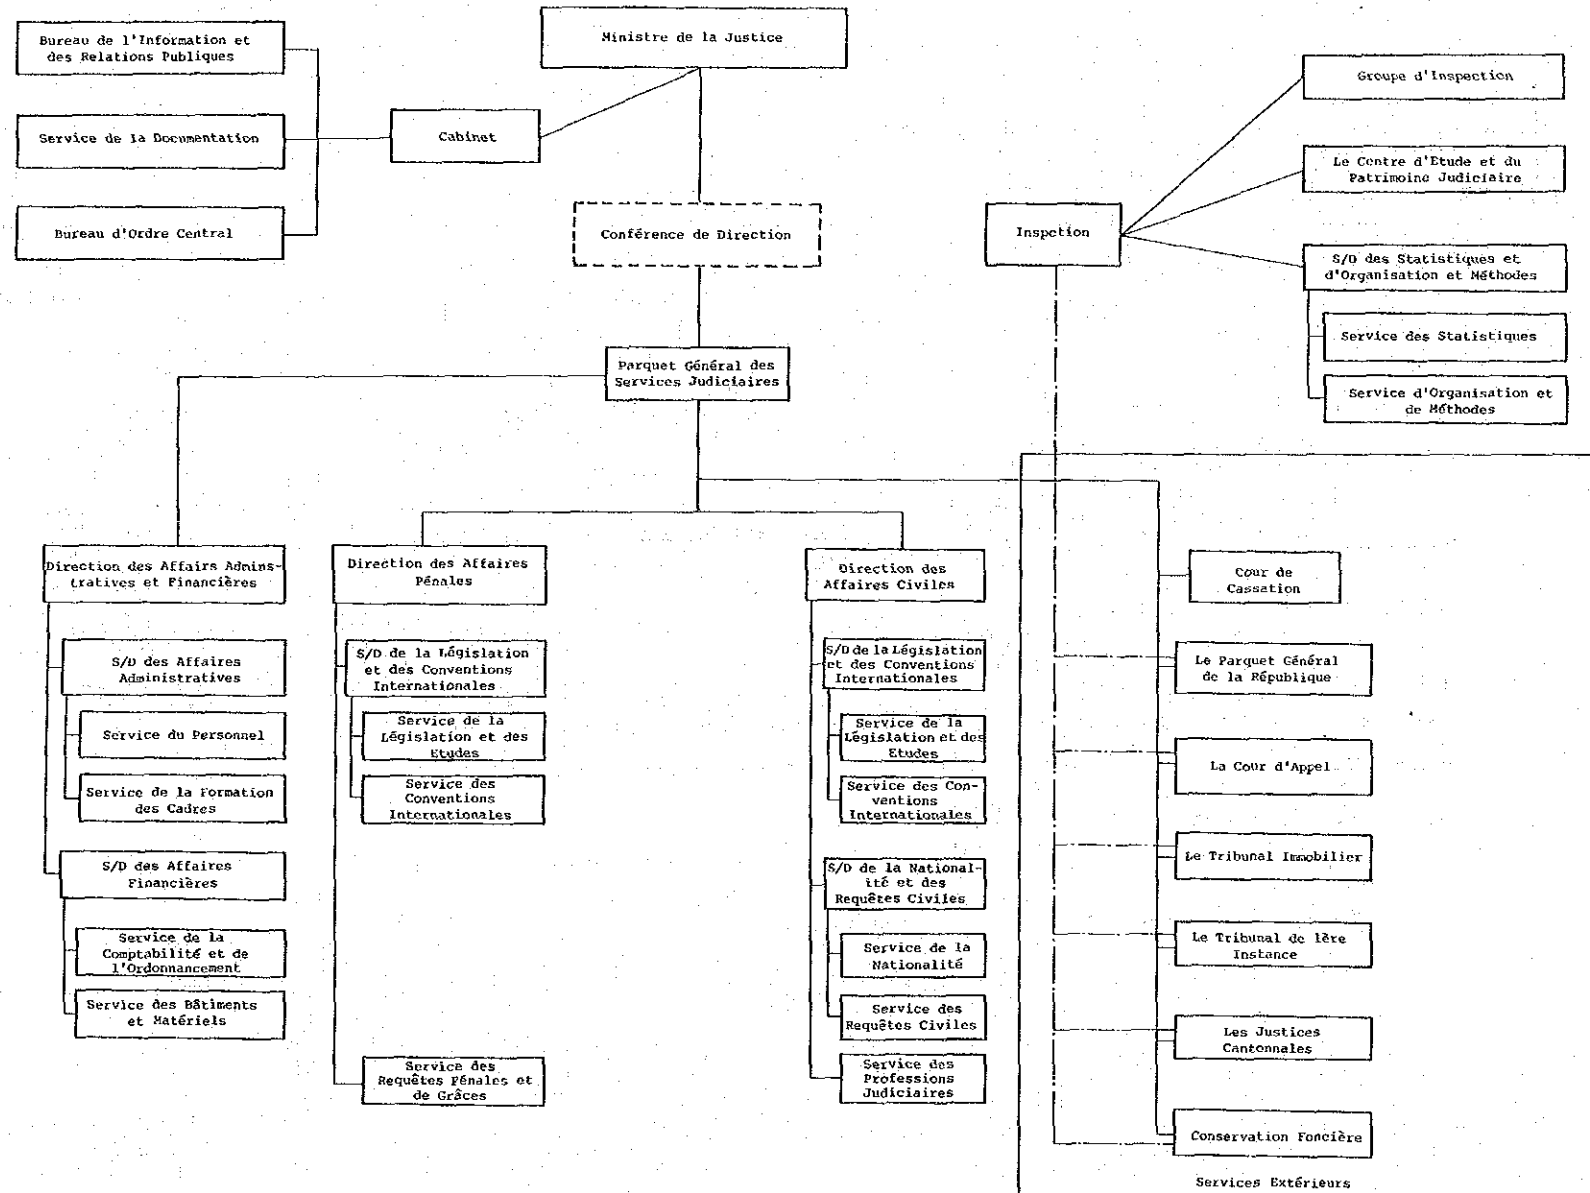 Ministre de la Justice
Bureau de l'Information et
des Relations Publiques
Service de la Documentation
Bureau d'Ordre Central
Cabinet
Conférence de Direction
Inspction
Groupe d'Inspection
Le Centre d'Etude et du
Patrimoine Judiciaire
S/D des Statistiques et
d'Organisation et Méthodes
Service des Statistiques
Service d'Organisation et
de Méthodes
Parquet Général des
Services Judiciaires
Direction des Affairs Admins-
tratives et Financières
S/D des Affaires
Administratives
Service du Personnel
Service de la Formation
des Cadres
S/D des Affaires
Financières
Service de la
Comptabilité et de
l'Ordonnancement
Service des Bâtiments
et Matériels
Direction des Affaires
Pénales
S/D de la Législation
et des Conventions
Internationales
Service de la
Législation et des
Etudes
Service des
Conventions
Internationales
Service des
Requêtes Pénales et
de Grâces
Direction des
Affaires Civiles
S/D de la Législation
et des Conventions
Internationales
Service de la
Législation et des
Etudes
Service des Con-
ventions
Internationales
S/D de la National-
ité et des
Requêtes Civiles
Service de la
Nationalité
Service des
Requêtes Civiles
Service des
Professions
Judiciaires
Cour de
Cassation
Le Parquet Général
de la République
La Cour d'Appel
Le Tribunal Immobilier
Le Tribunal de 1ère
Instance
Les Justices
Cantonnales
Conservation Foncière
Services Extérieurs